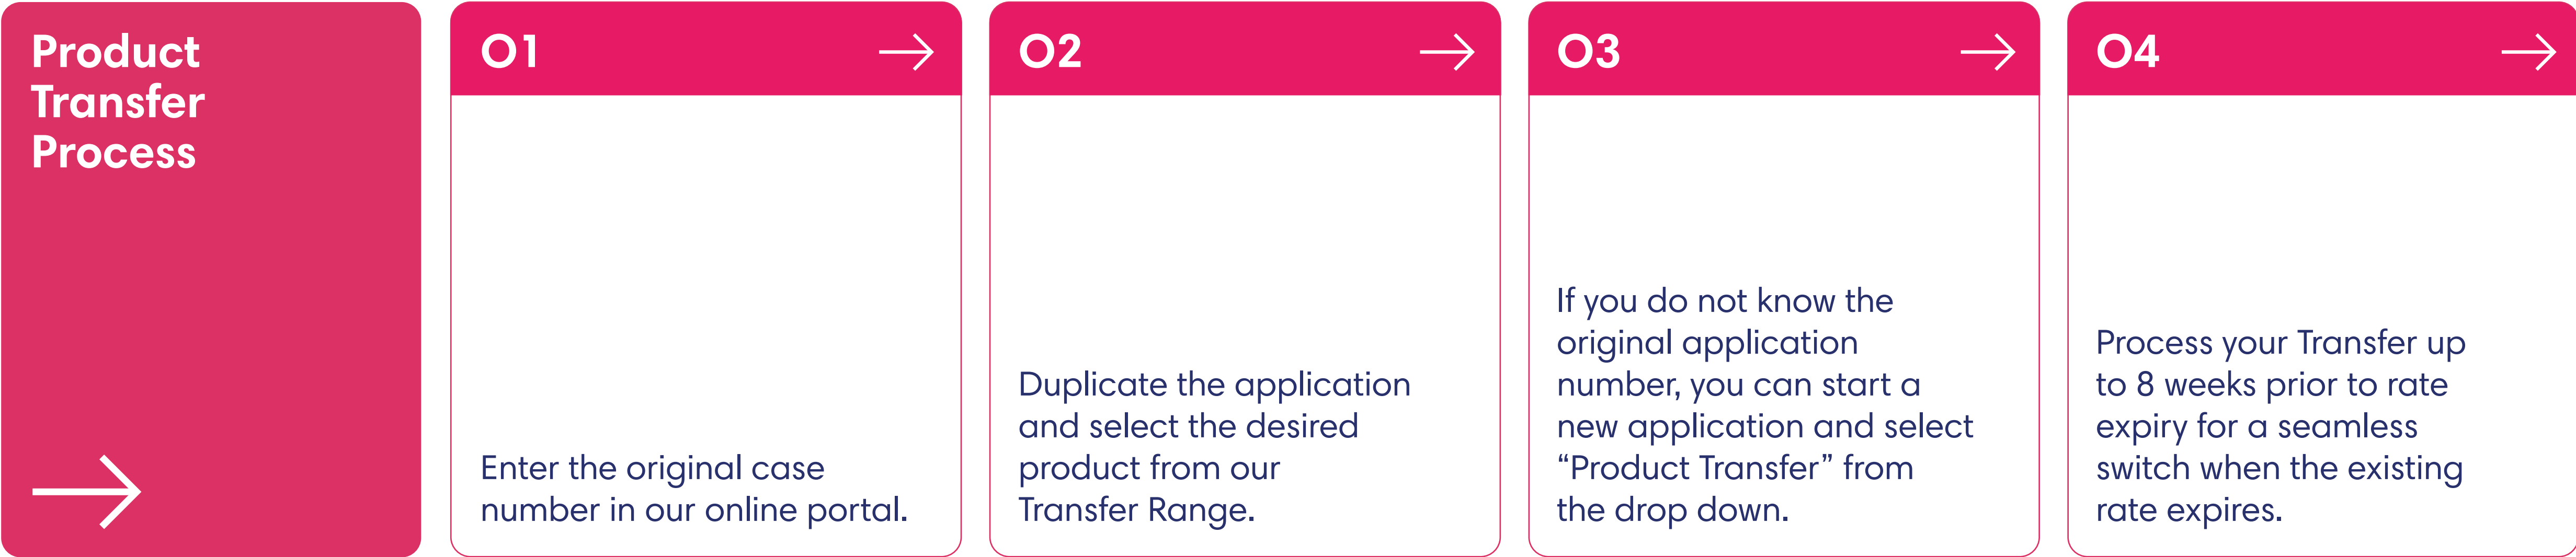 Product
Transfer
Process
01
Enter the original case
number in our online portal.
02
Duplicate the application
and select the desired
product from our
Transfer Range.
03
If you do not know the
original application
number, you can start a
new application and select
“Product Transfer” from
the drop down.
04
Process your Transfer up
to 8 weeks prior to rate
expiry for a seamless
switch when the existing
rate expires.